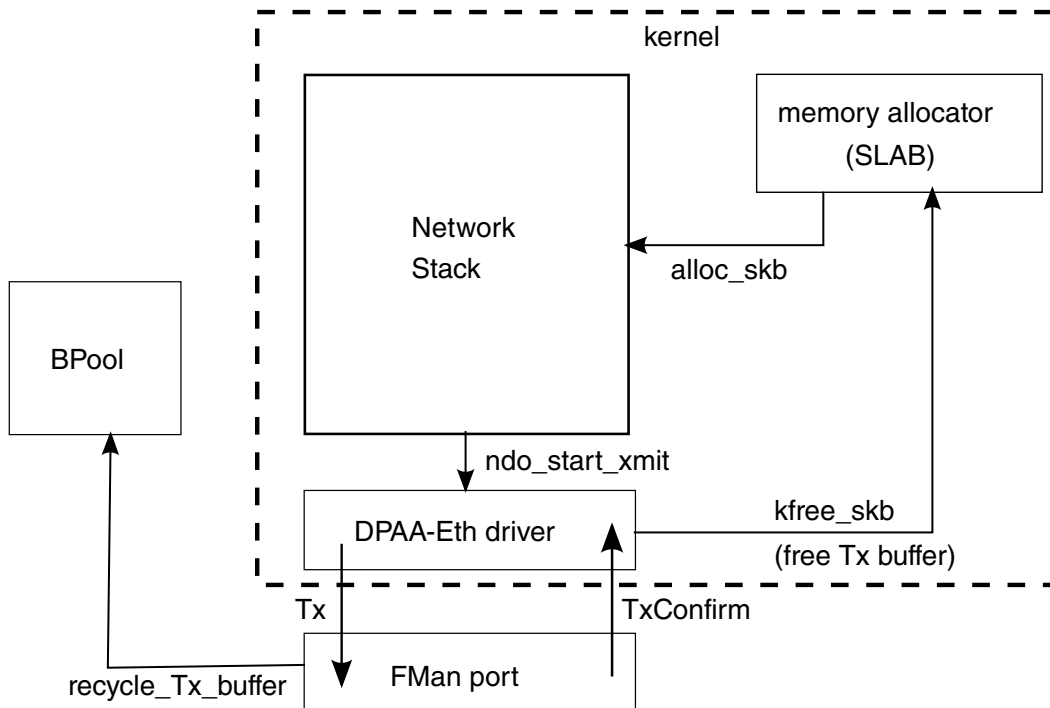 kernel
memory allocator
(SLAB)
Network
Stack
alloc_skb
BPool
ndo_start_xmit
DPAA-Eth driver
kfree_skb
(free Tx buffer)
Tx
TxConfirm
FMan port
recycle_Tx_buffer